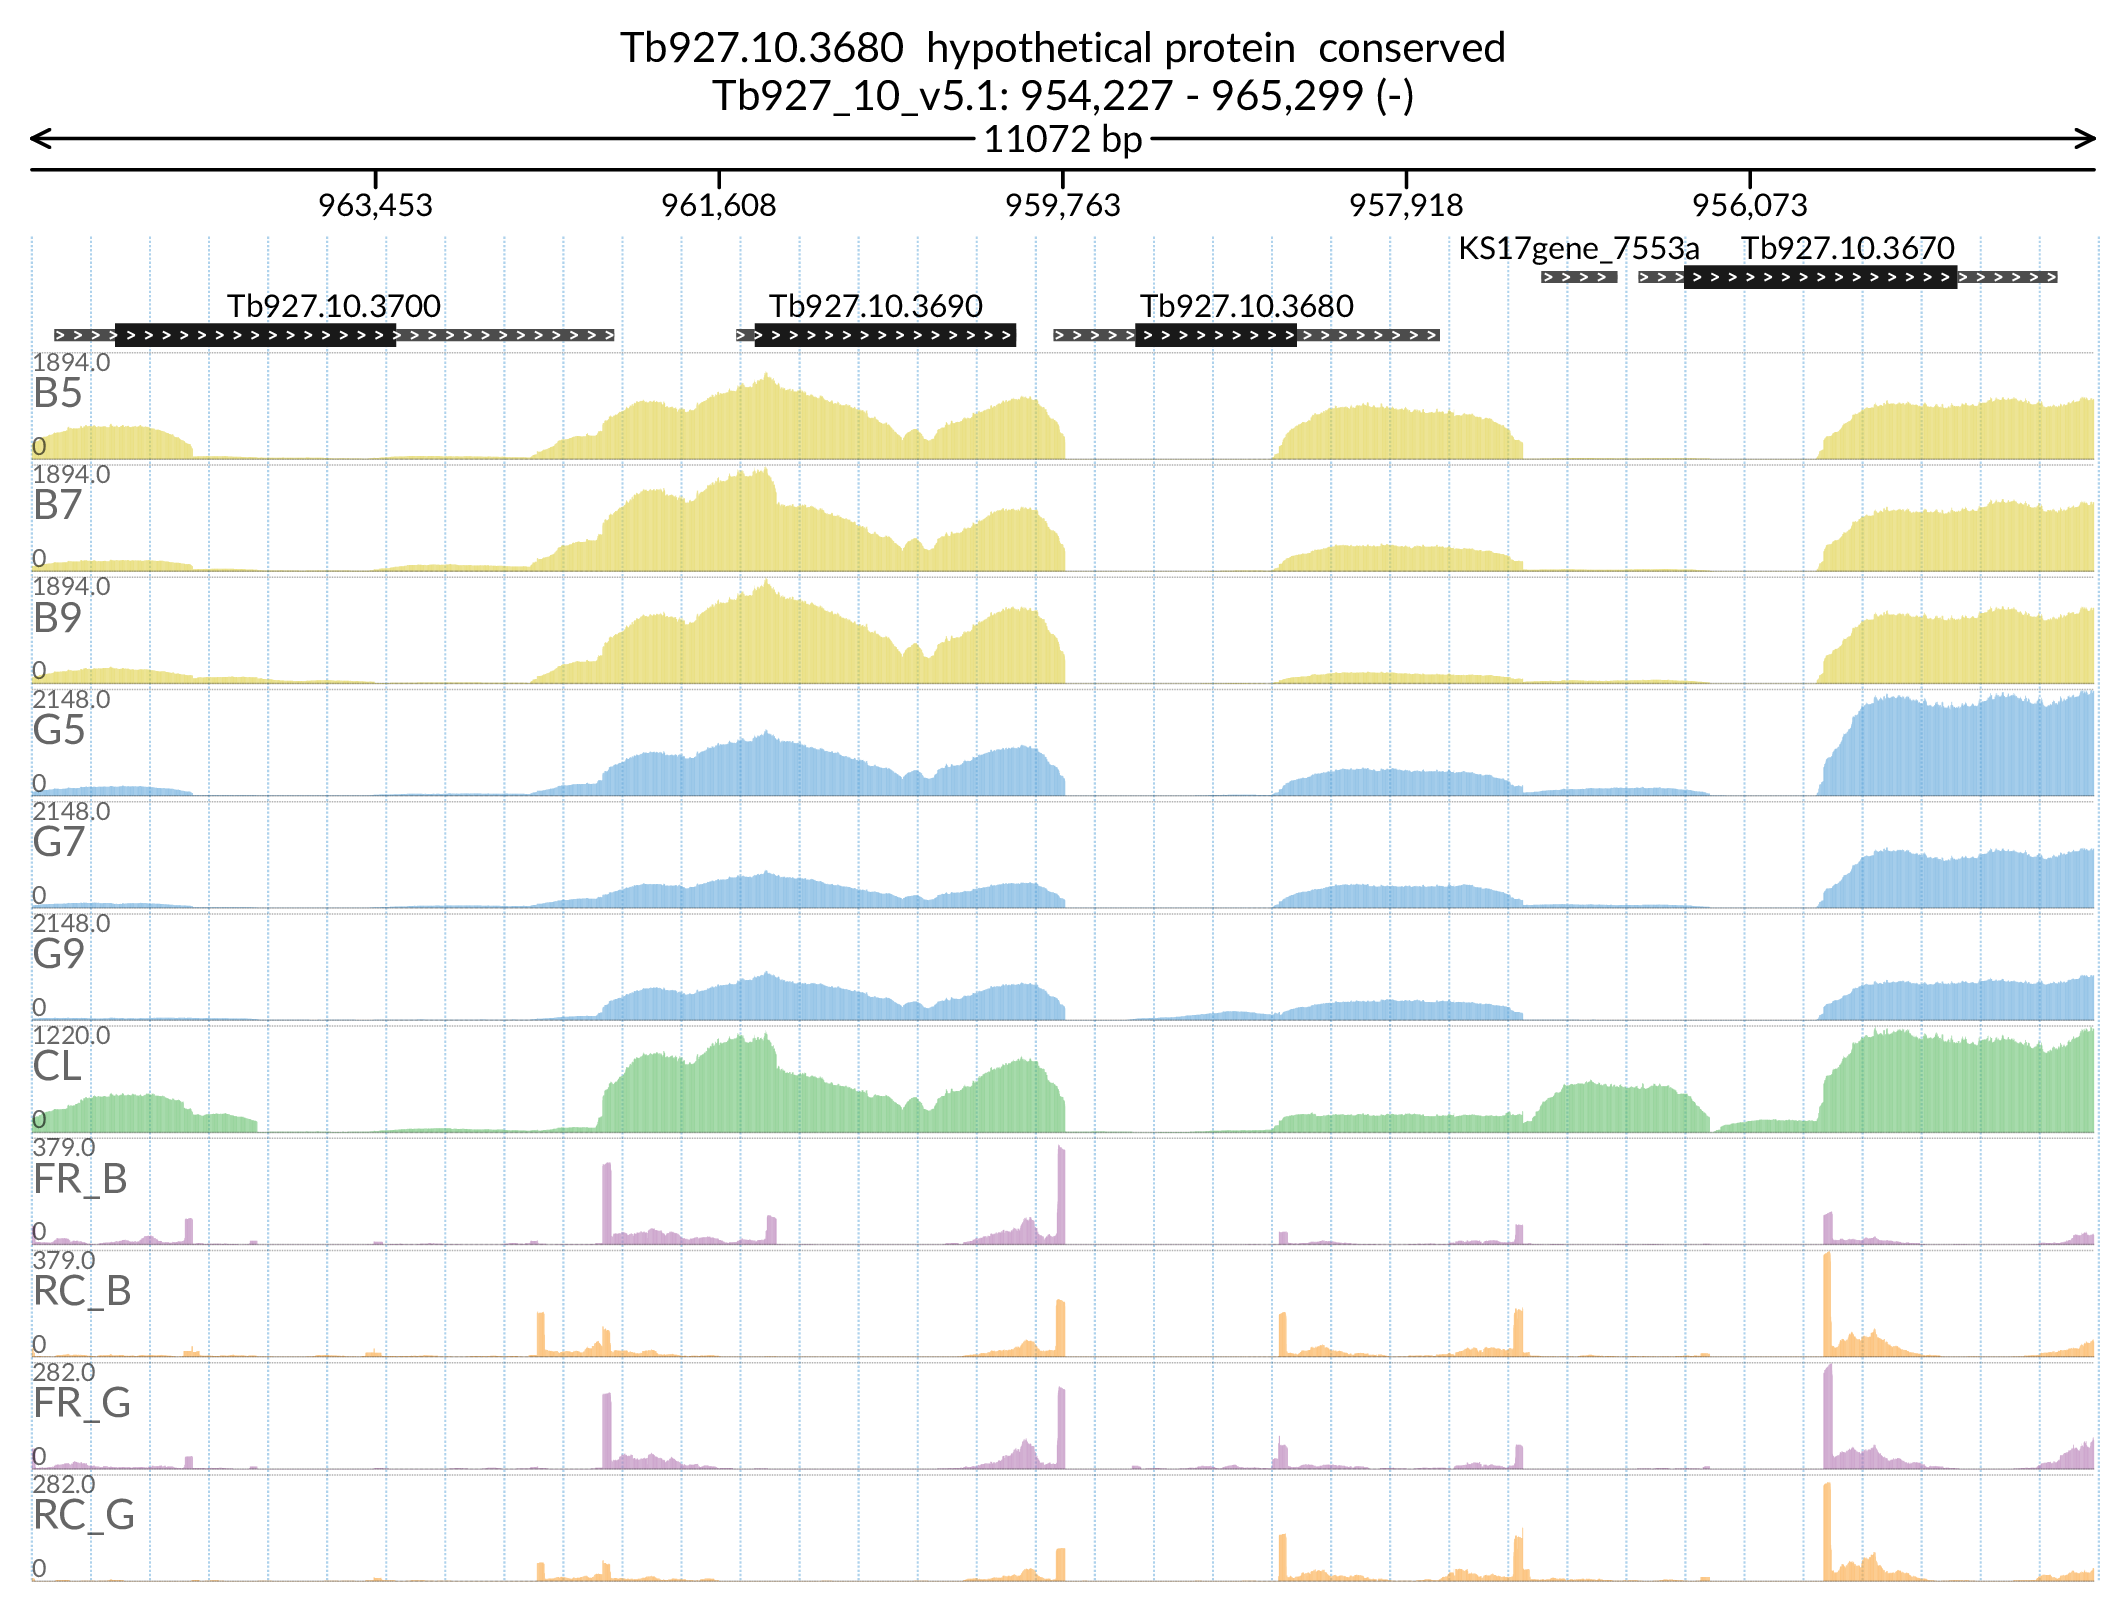 Tb927.10.3680  hypothetical protein  conserved
Tb927_10_v5.1: 954,227 - 965,299 (-)
11072 bp
963,453 961,608 959,763 957,918 956,073
KS17gene_7553a Tb927.10.3670
Tb927.10.3700 Tb927.10.3690 Tb927.10.3680
1894.0
B5
0
1894.0
B7
0
1894.0
B9
0
2148.0
G5
0
2148.0
G7
0
2148.0
G9
0
1220.0
CL
0
379.0
FR_B
0
379.0
RC_B
0
282.0
FR_G
0
282.0
RC_G
0